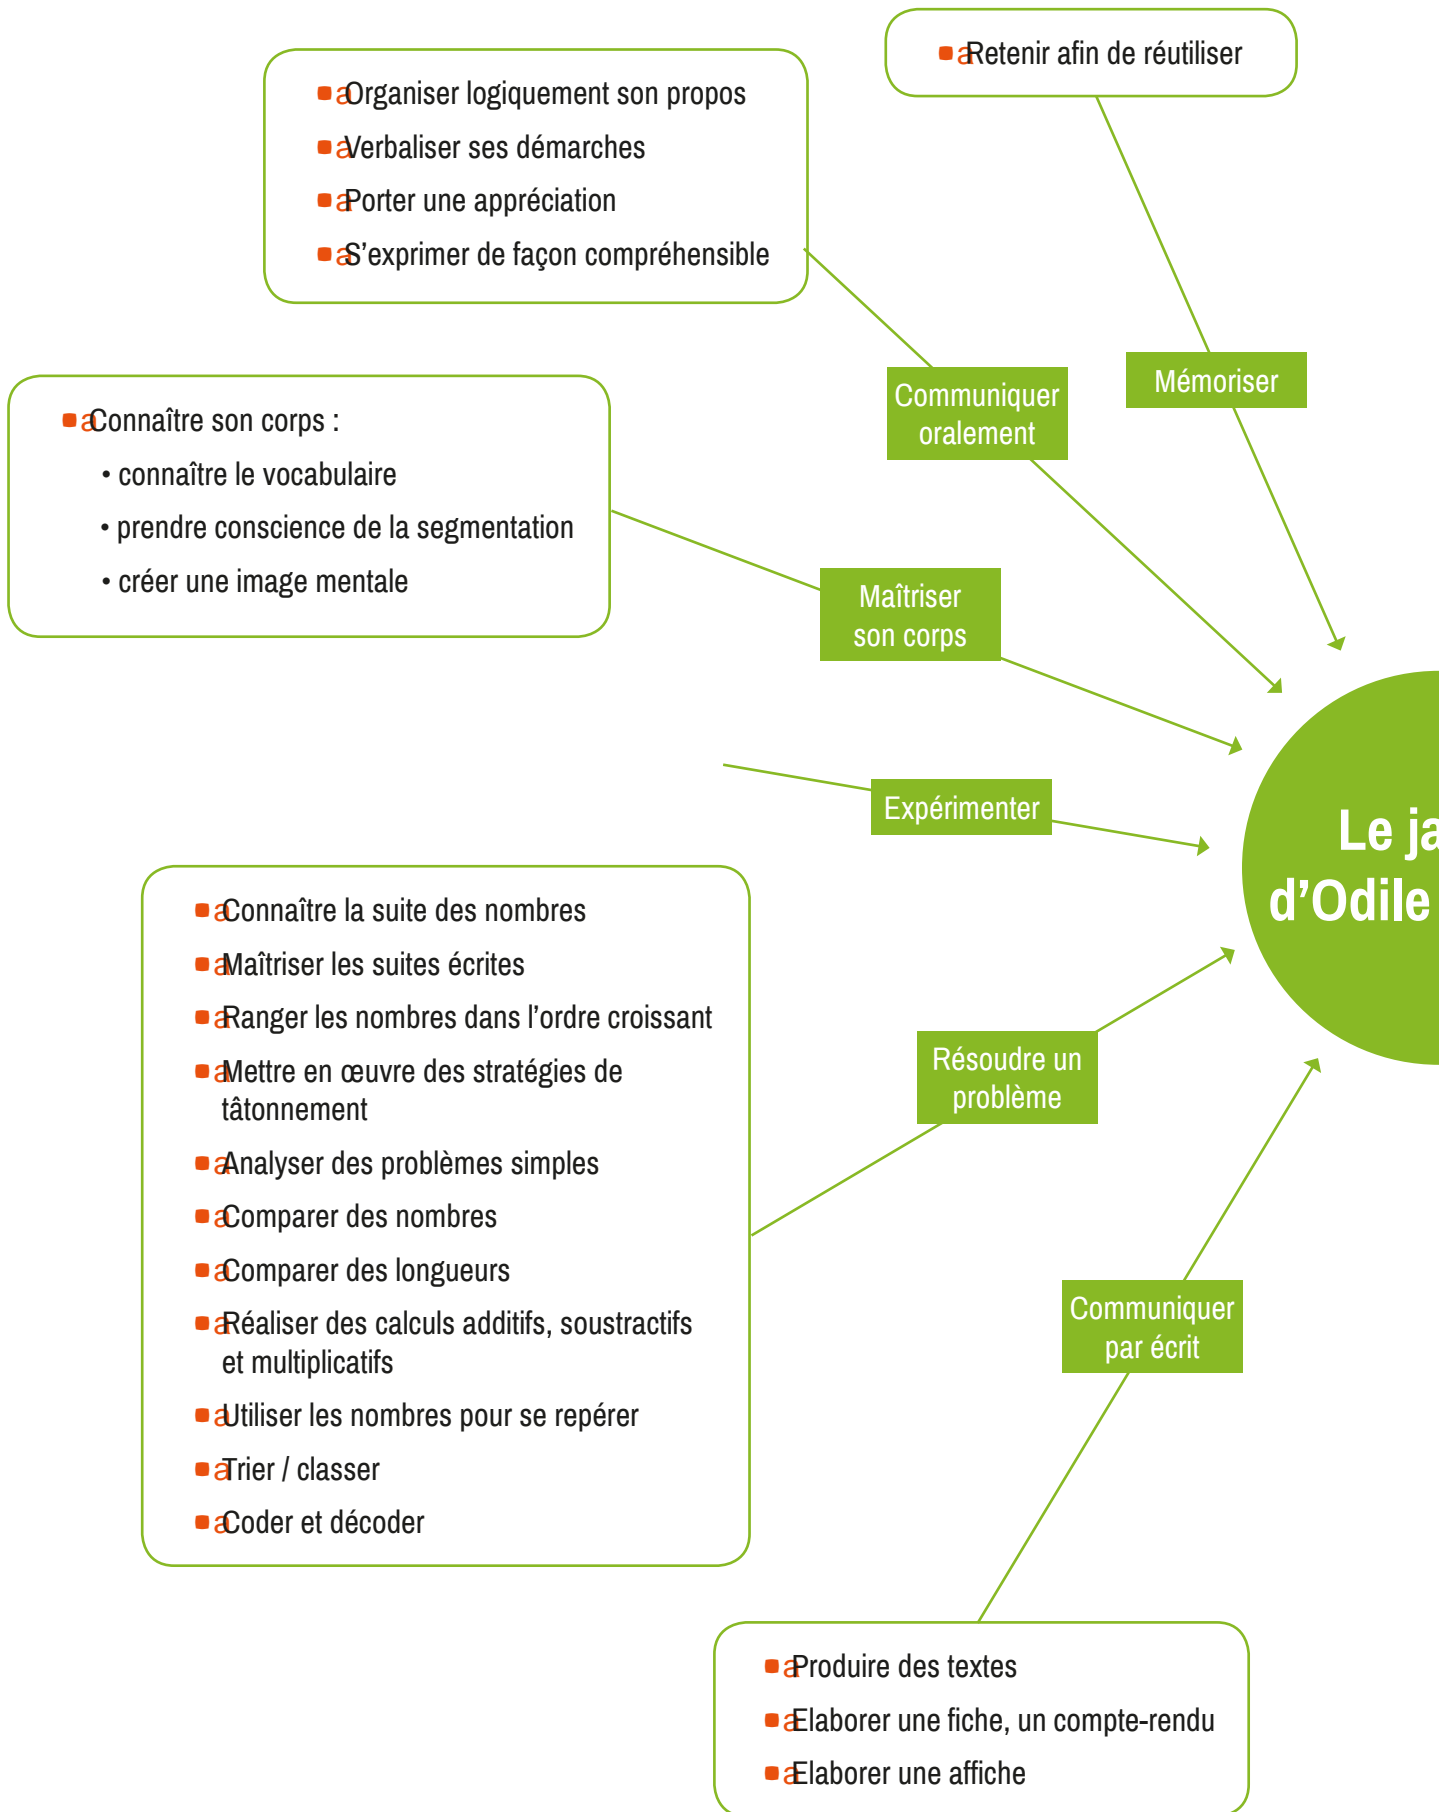 Retenir afin de réutiliser
Organiser logiquement son propos
Verbaliser ses démarches
Porter une appréciation
S’exprimer de façon compréhensible
Mémoriser
Communiquer
oralement
Connaître son corps :
• connaître le vocabulaire
• prendre conscience de la segmentation
• créer une image mentale
Maîtriser
son corps
Expérimenter
Le ja
d’Odile
Connaître la suite des nombres
Maîtriser les suites écrites
Ranger les nombres dans l’ordre croissant
Mettre en œuvre des stratégies de
tâtonnement
Analyser des problèmes simples
Comparer des nombres
Comparer des longueurs
Réaliser des calculs additifs, soustractifs
et multiplicatifs
Utiliser les nombres pour se repérer
Trier / classer
Coder et décoder
Résoudre un
problème
Communiquer
par écrit
Produire des textes
Elaborer une fiche, un compte-rendu
Elaborer une affiche